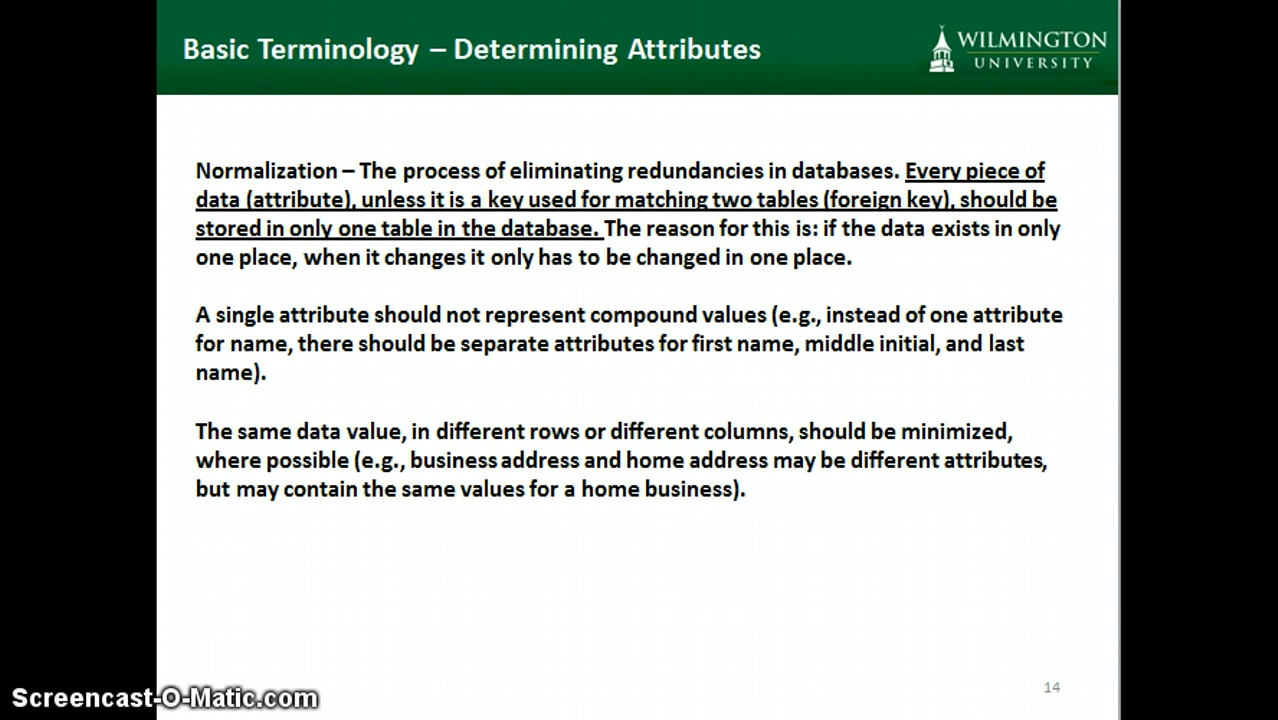 Basic Terminology – Determining Attributes
WILMINGTON
UNIVERSITY
Normalization – The process of eliminating redundancies in databases. Every piece of
data (attribute), unless it is a key used for matching two tables (foreign key), should be
stored in only one table in the database. The reason for this is: if the data exists in only
one place, when it changes it only has to be changed in one place.
A single attribute should not represent compound values (e.g., instead of one attribute
for name, there should be separate attributes for first name, middle initial, and last
name).
The same data value, in different rows or different columns, should be minimized,
where possible (e.g., business address and home address may be different attributes,
but may contain the same values for a home business).
14
Screencast-O-Matic.com